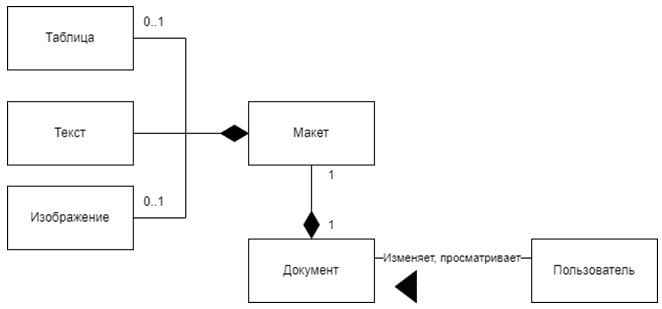 0..1
Таблица
Текст
Макет
0..1
Изображение
1
1
Документ
Изменяет, просматривает
Пользователь